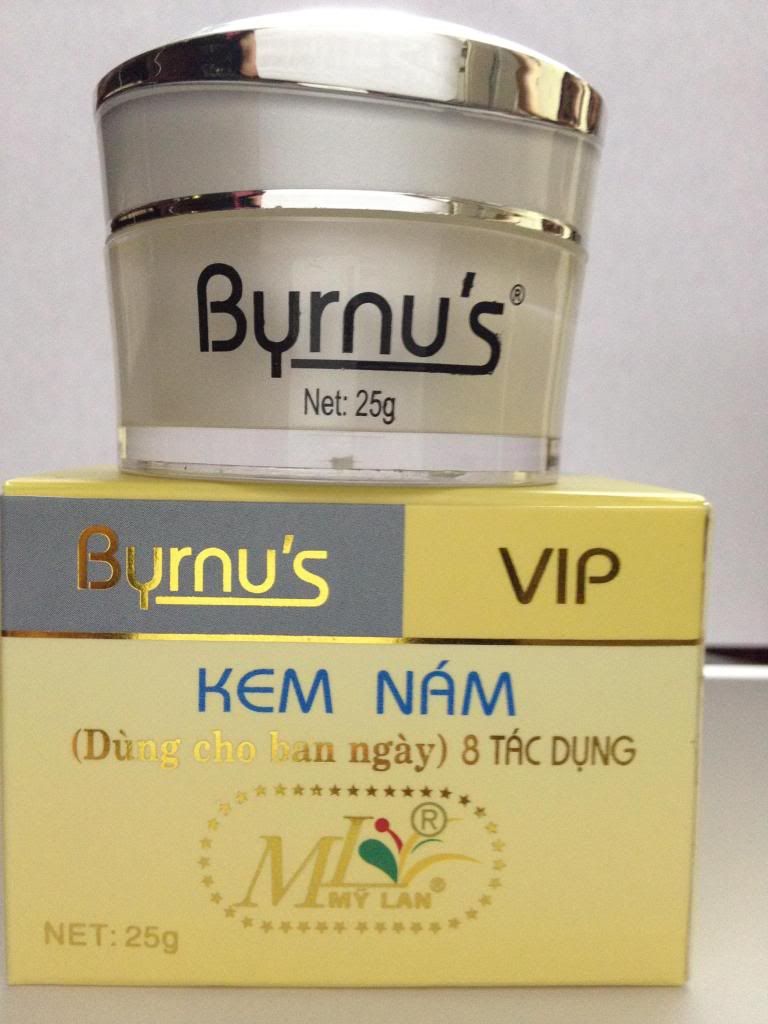 Byrnu's®
Net: 25g
Byrnu's VIP
KEM NÁM
(Dùng cho ban ngày) 8 TÁC DỤNG
ML ®
MỸ LAN®
NET: 25g